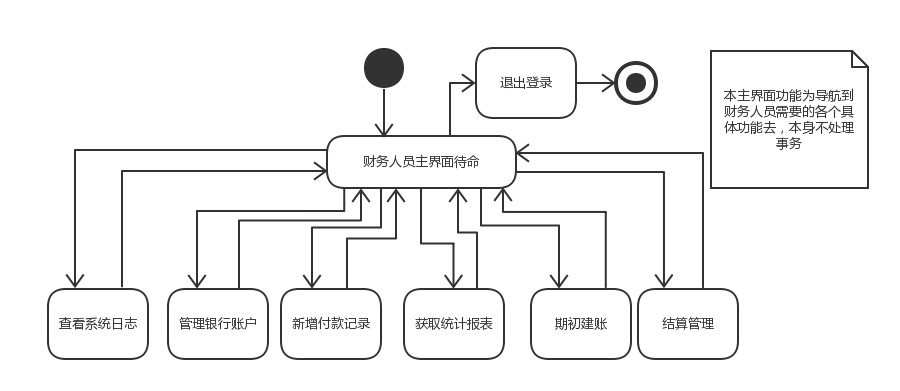 退出登录
本主界面功能为导航到
财务人员需要的各个具
体功能去，本身不处理
事务
财务人员主界面待命
查看系统日志
管理银行账户
新增付款记录
获取统计报表
期初建账
结算管理